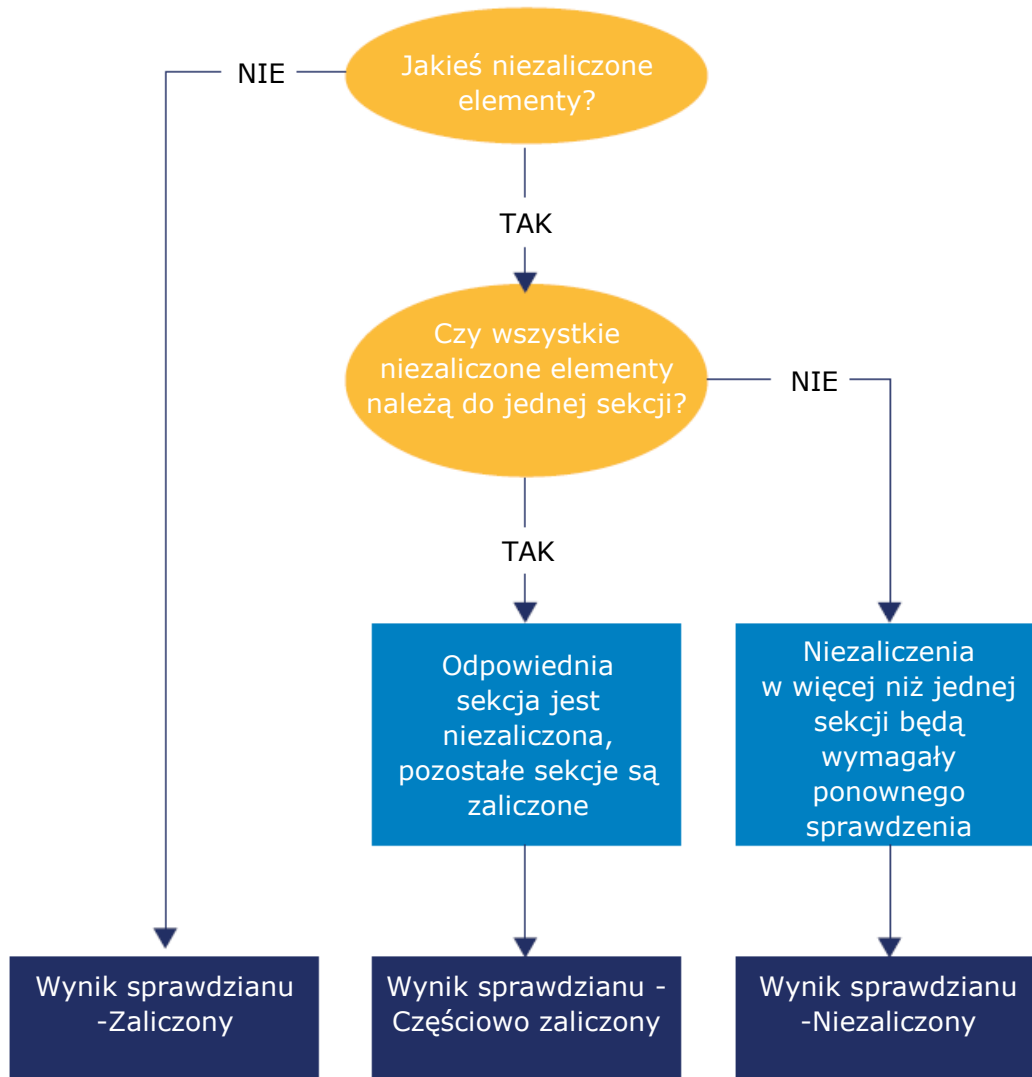 Jakieś niezaliczone
elementy?
NIE
TAK
Czy wszystkie
niezaliczone elementy
należą do jednej sekcji?
NIE
TAK
Odpowiednia
sekcja jest
niezaliczona,
pozostałe sekcje są
zaliczone
Niezaliczenia
w więcej niż jednej
sekcji będą
wymagały
ponownego
sprawdzenia
Wynik sprawdzianu
-Zaliczony
Wynik sprawdzianu -
Częściowo zaliczony
Wynik sprawdzianu
-Niezaliczony